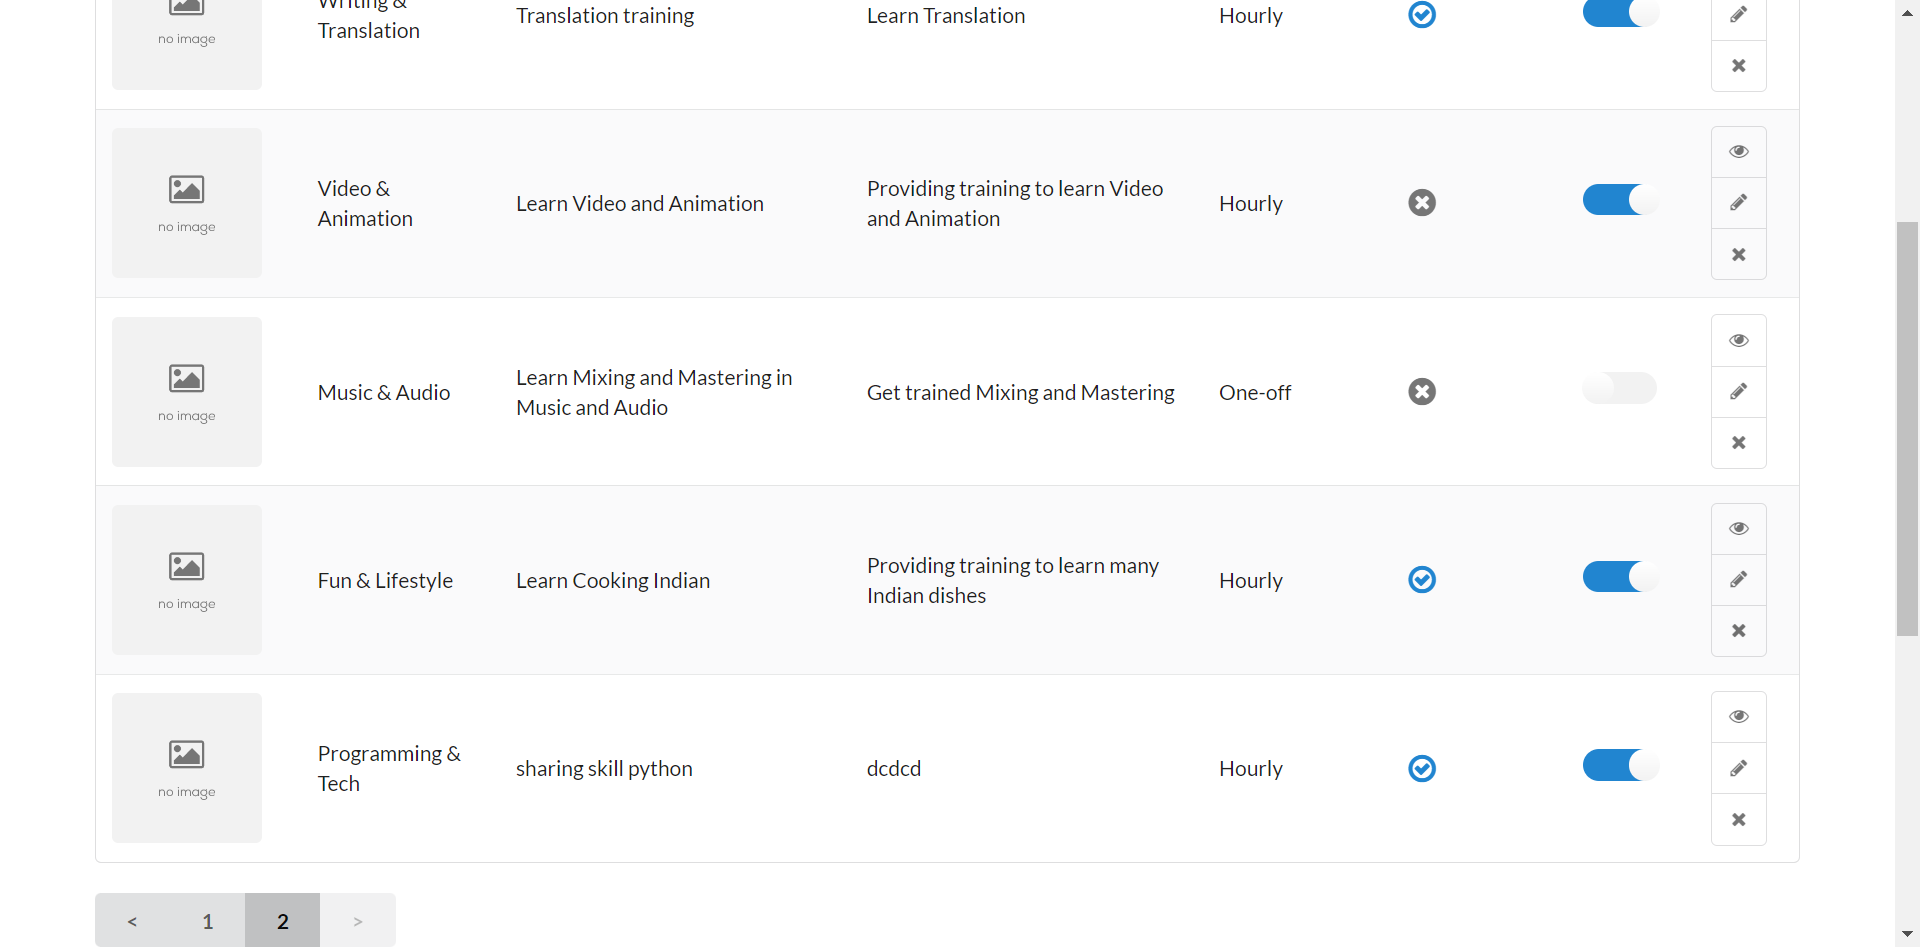 Writing &
Translation
Translation training
Learn Translation
Hourly
no image
Video &
Animation
Learn Video and Animation
Providing training to learn Video
and Animation
Hourly
no image
Music & Audio
Learn Mixing and Mastering in
Music and Audio
Get trained Mixing and Mastering
One-off
no image
Fun & Lifestyle
Learn Cooking Indian
Providing training to learn many
Indian dishes
Hourly
no image
Programming &
Tech
sharing skill python
dcdcd
Hourly
no image
< 1 2 >